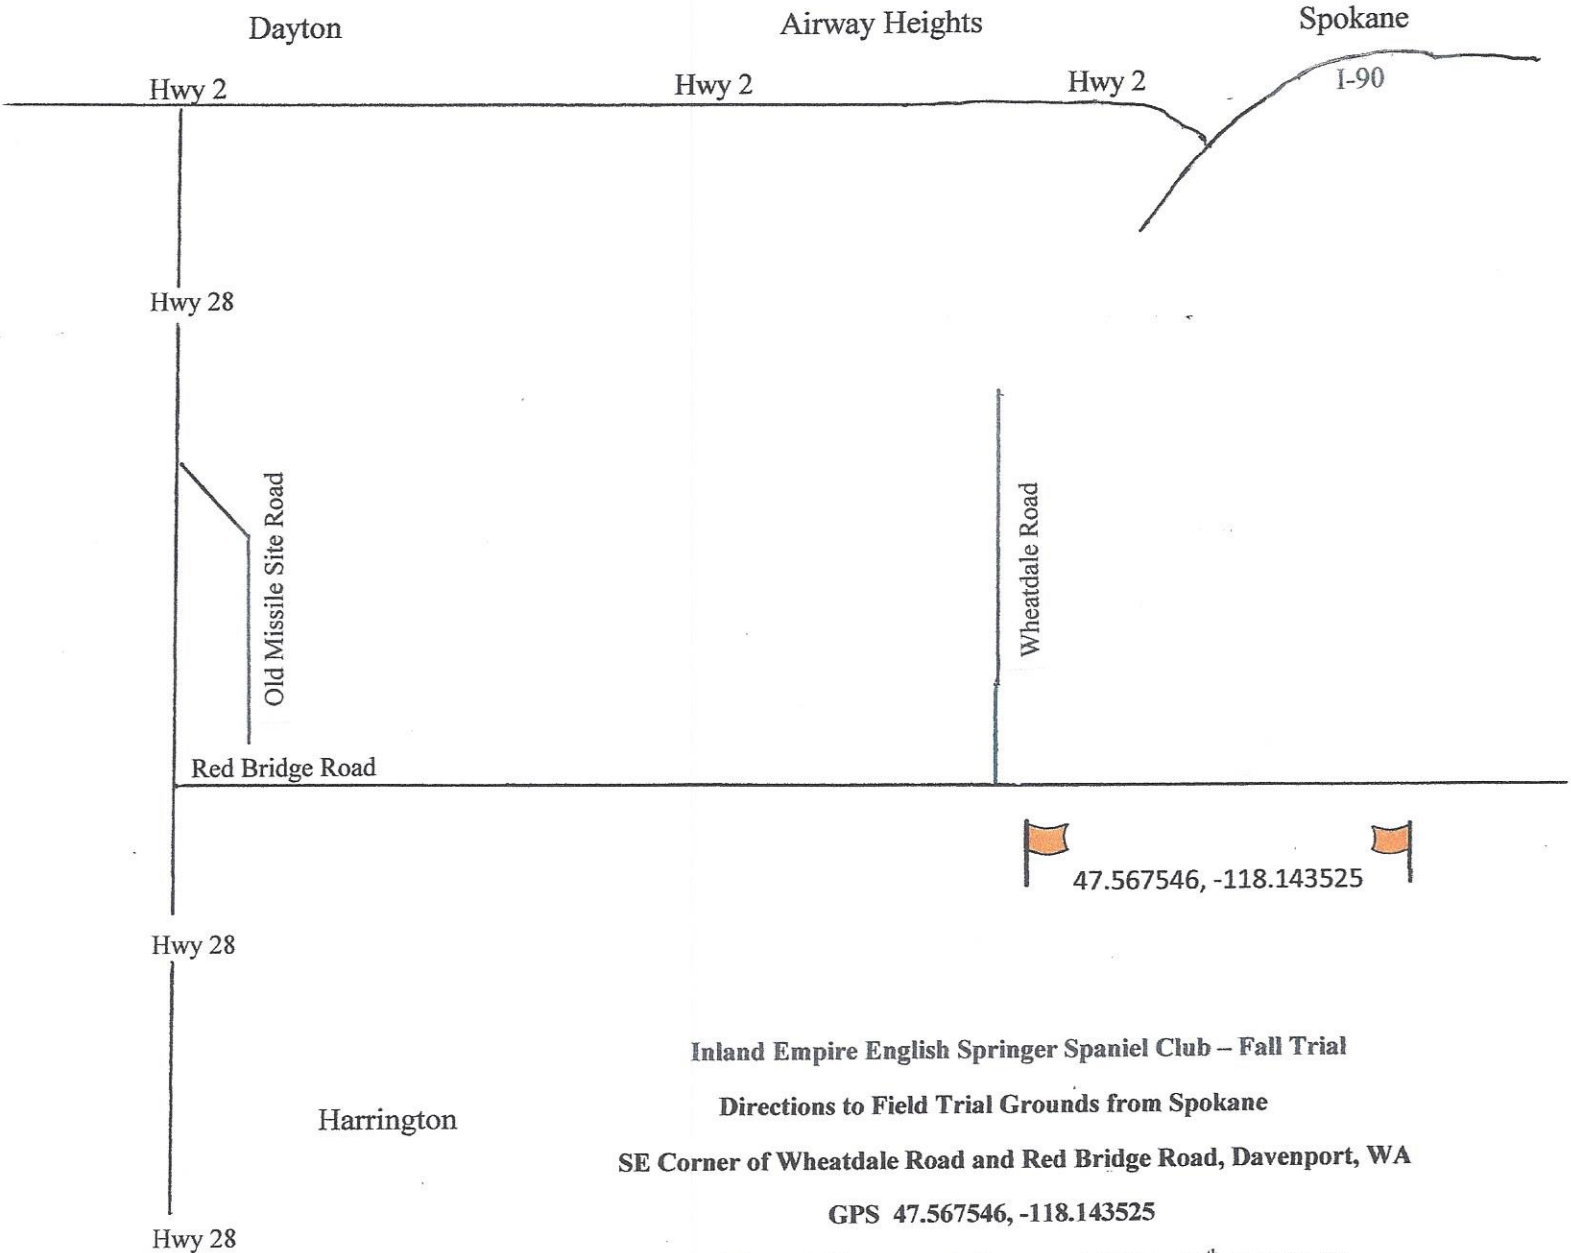 Dayton
Airway Heights
Spokane
Hwy 2
Hwy 2
Hwy 2
I-90
Hwy 28
Old Missile Site Road
Wheatdale Road
Red Bridge Road
47.567546, -118.143525
Hwy 28
Harrington
Hwy 28
Inland Empire English Springer Spaniel Club – Fall Trial
Directions to Field Trial Grounds from Spokane
SE Corner of Wheatdale Road and Red Bridge Road, Davenport, WA
GPS 47.567546, -118.143525